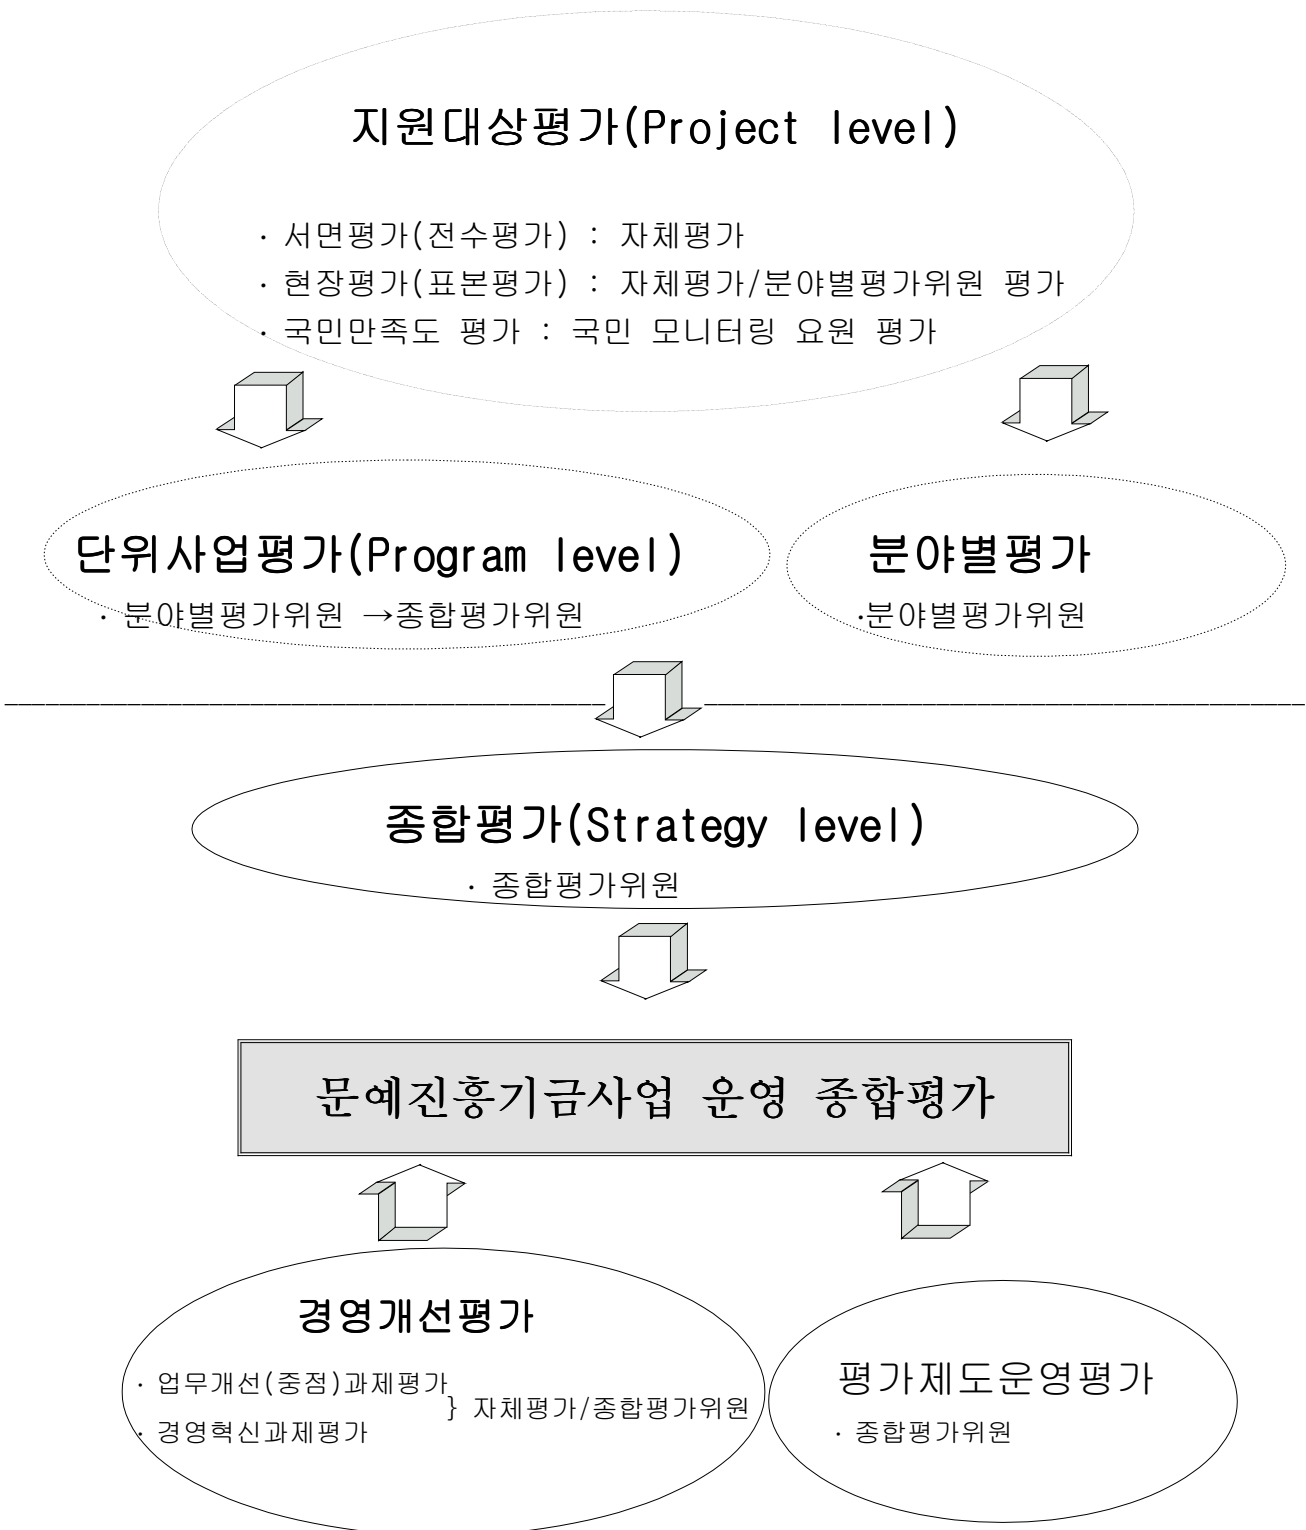 지원대상평가(Project level)
· 서면평가(전수평가) : 자체평가
· 현장평가(표본평가) : 자체평가/분야별평가위원 평가
· 국민만족도 평가 : 국민 모니터링 요원 평가
단위사업평가(Program level)
· 분야별평가위원 →종합평가위원
분야별평가
·분야별평가위원
종합평가(Strategy level)
· 종합평가위원
문예진흥기금사업 운영 종합평가
경영개선평가
· 업무개선(중점)과제평가
} 자체평가/종합평가위원
· 경영혁신과제평가
평가제도운영평가
· 종합평가위원